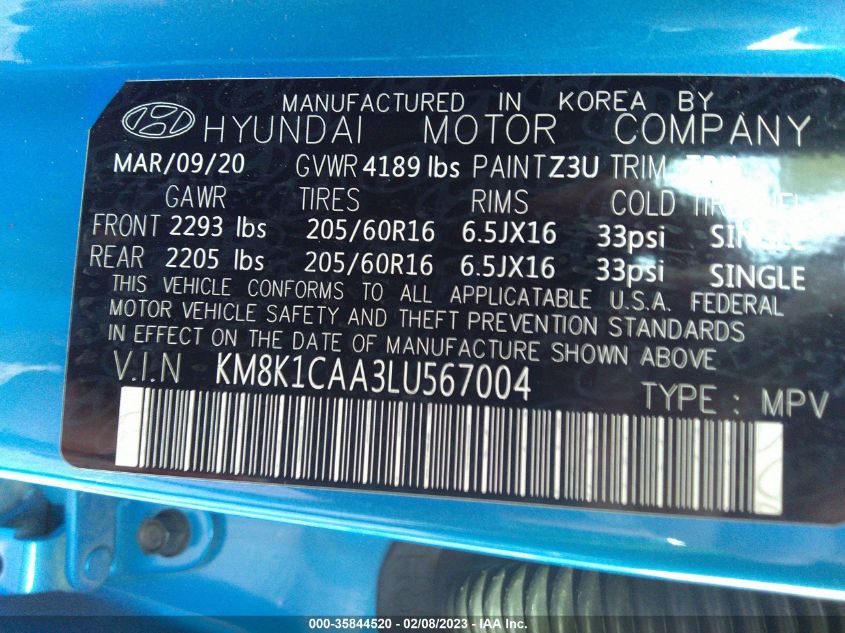 MANUFACTURED IN KOREA BY
HYUNDAI MOTOR COMPANY
MAR/09/20 GVWR 4189 lbs PAINT Z3U TRIM
GAWR TIRES RIMS COLD
FRONT 2293 lbs 205/60R16 6.5JX16 33psi SINGLE
REAR 2205 lbs 205/60R16 6.5JX16 33psi SINGLE
THIS VEHICLE CONFORMS TO ALL APPLICATABLE U.S.A. FEDERAL
MOTOR VEHICLE SAFETY AND THEFT PREVENTION STANDARDS
IN EFFECT ON THE DATE OF MANUFACTURE SHOWN ABOVE
V.I.N KM8K1CAA3LU567004
TYPE : MPV
000-35844520 - 02/08/2023 - IAA Inc.